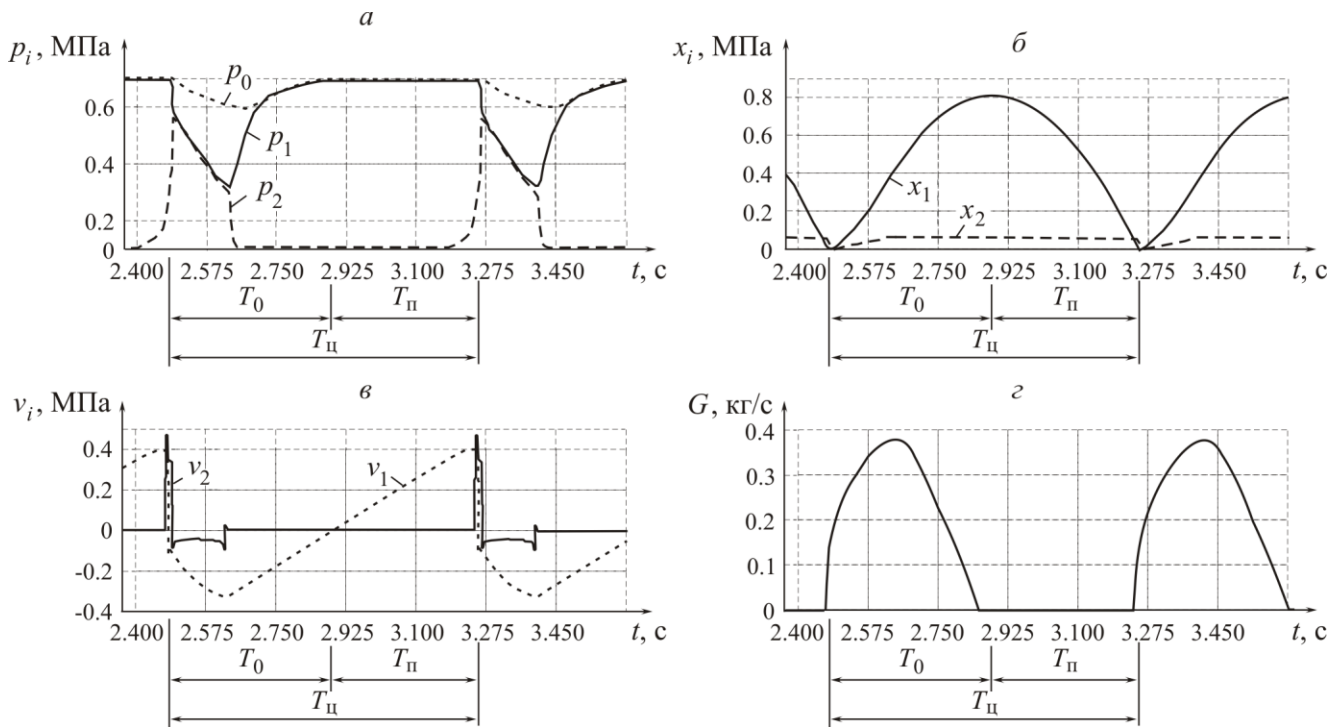 а
p_i, МПа
p_0
0.6
p_1
0.4
p_2
0.2
0
2.400 2.575 2.750 2.925 3.100 3.275 3.450 t, с
T_0 T_п
T_ц
б
x_i, МПа
0.8
0.6
0.4
x_1
0.2
x_2
0
2.400 2.575 2.750 2.925 3.100 3.275 3.450 t, с
T_0 T_п
T_ц
в
v_i, МПа
0.4
v_2 v_1
0.2
0
-0.2
-0.4
2.400 2.575 2.750 2.925 3.100 3.275 3.450 t, с
T_0 T_п
T_ц
г
G, кг/с
0.4
0.3
0.2
0.1
0
2.400 2.575 2.750 2.925 3.100 3.275 3.450 t, с
T_0 T_п
T_ц